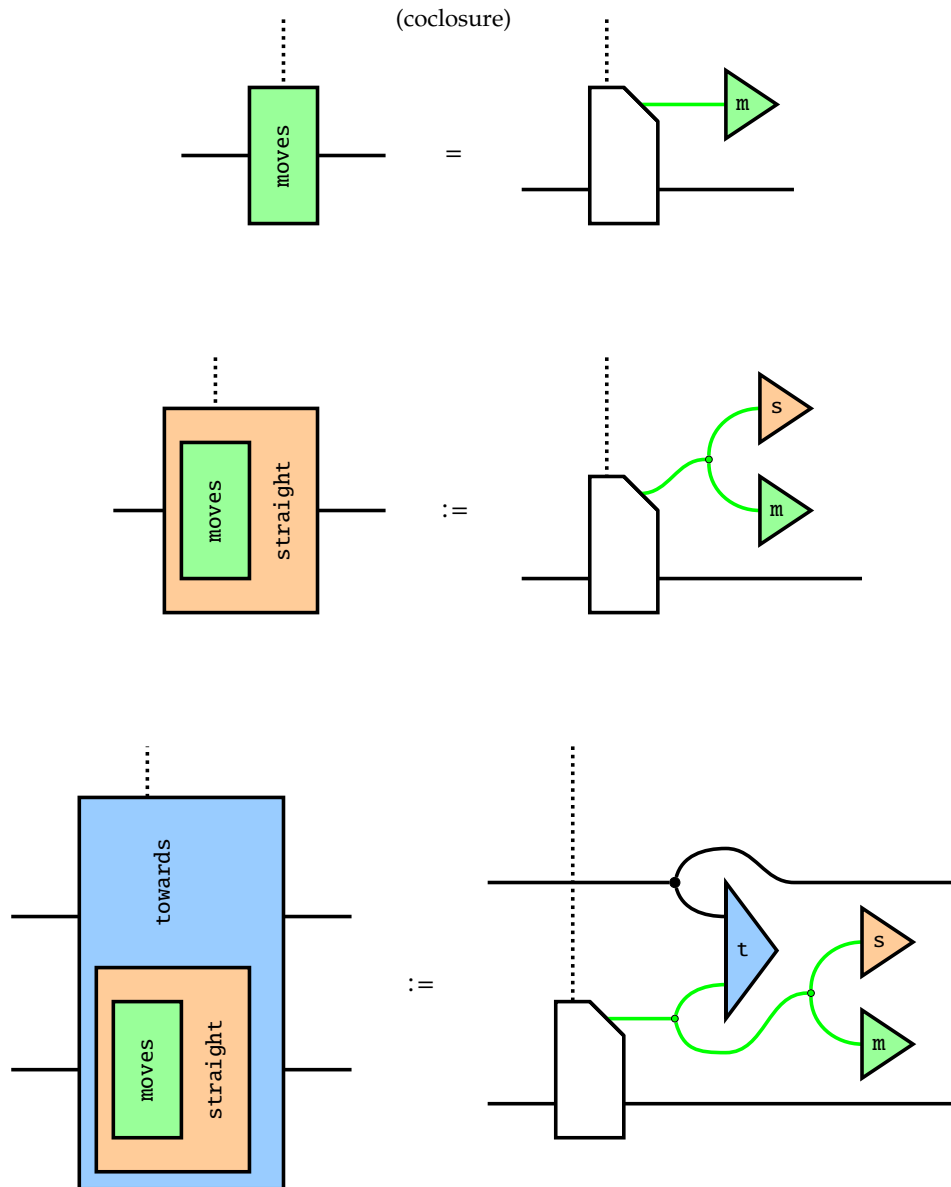 (coclosure)
moves
=
m
moves
straight
:=
s
m
towards
moves
straight
:=
t
s
m